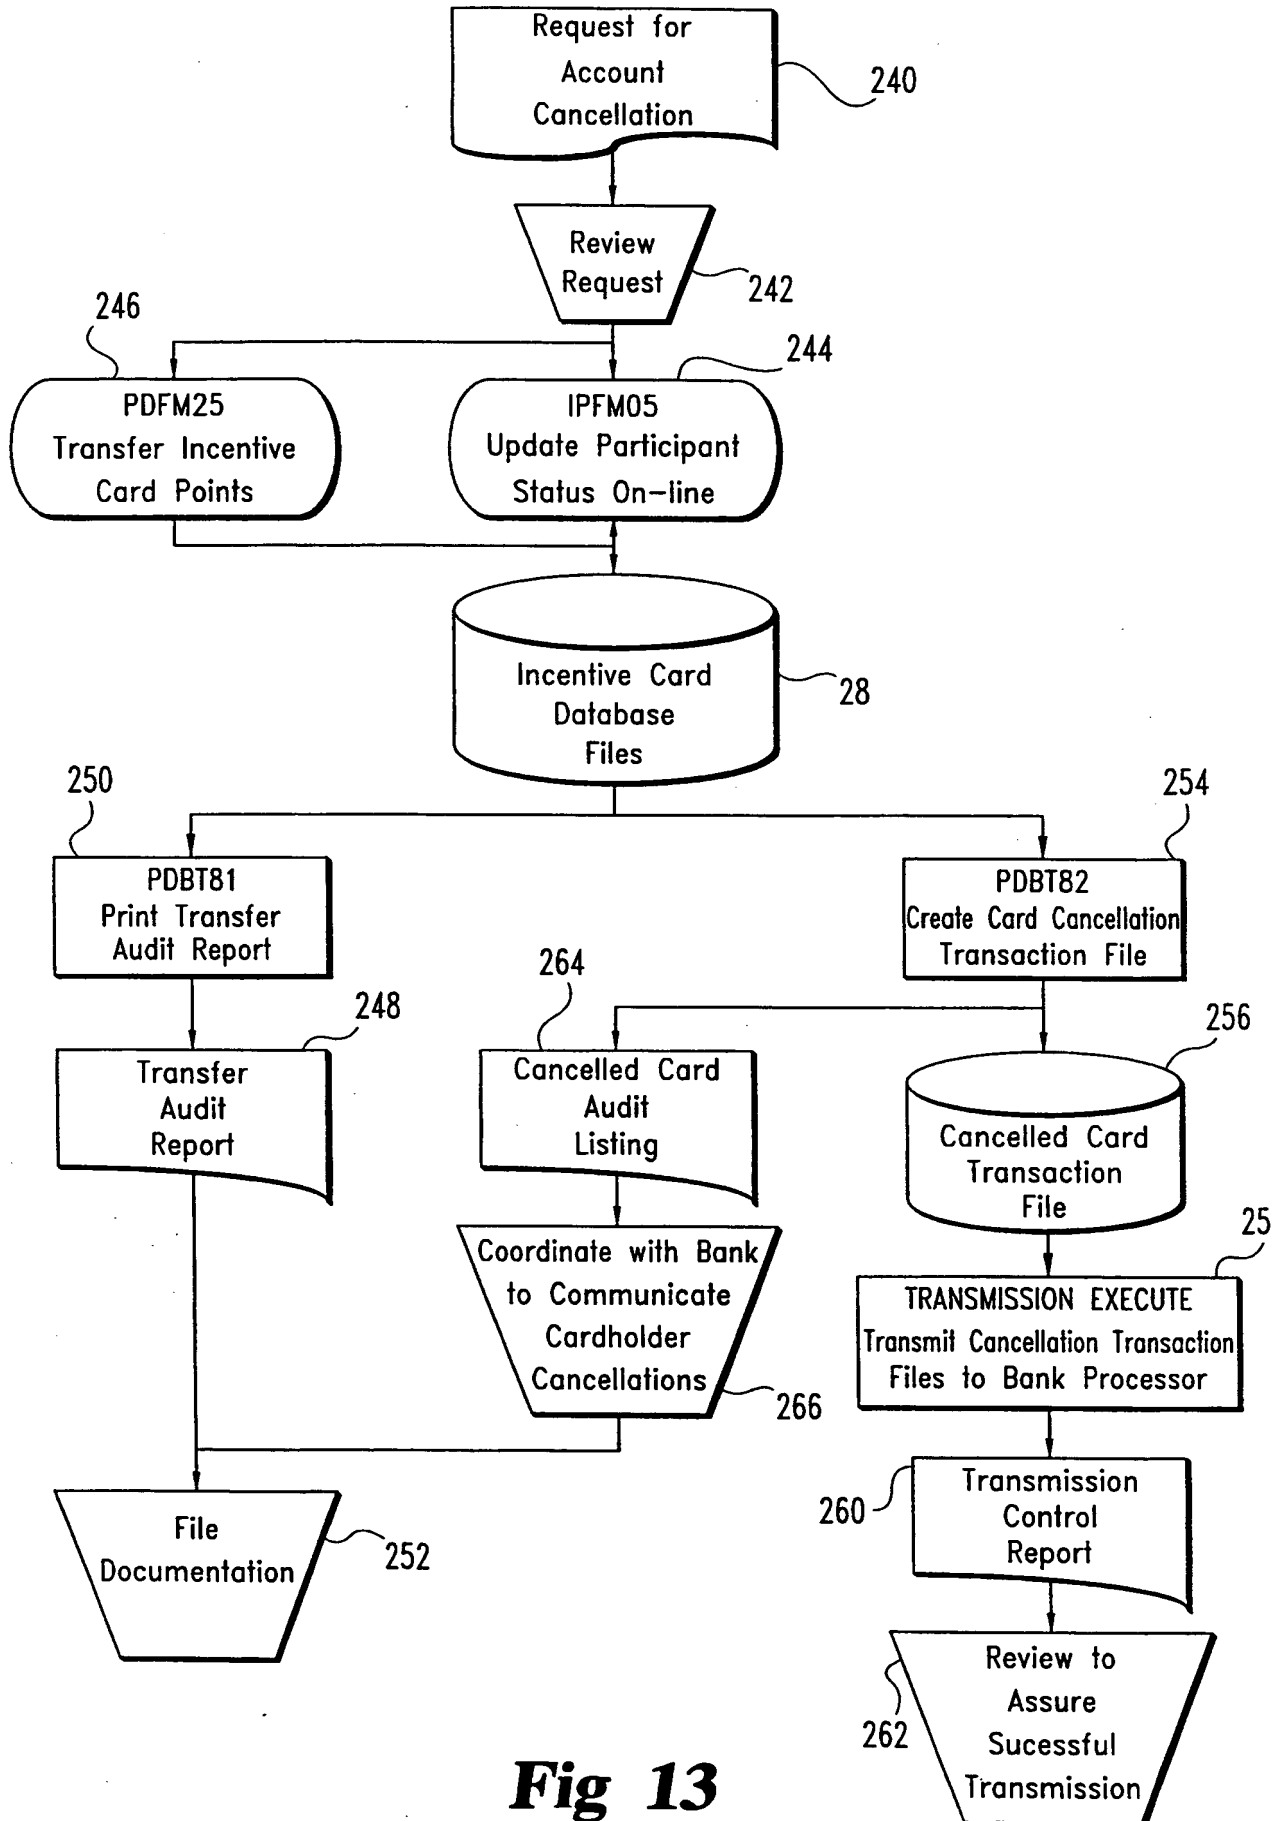 Request for
Account
Cancellation
240
Review
Request
242
246
244
PDFM25
Transfer Incentive
Card Points
IPFM05
Update Participant
Status On-line
Incentive Card
Database
Files
28
250
254
PDBT81
Print Transfer
Audit Report
PDBT82
Create Card Cancellation
Transaction File
248
264
256
Transfer
Audit
Report
Cancelled Card
Audit
Listing
Cancelled Card
Transaction
File
25
Coordinate with Bank
to Communicate
Cardholder
Cancellations
266
TRANSMISSION EXECUTE
Transmit Cancellation Transaction
Files to Bank Processor
260
Transmission
Control
Report
File
Documentation
252
262
Review to
Assure
Sucessful
Transmission
Fig 13